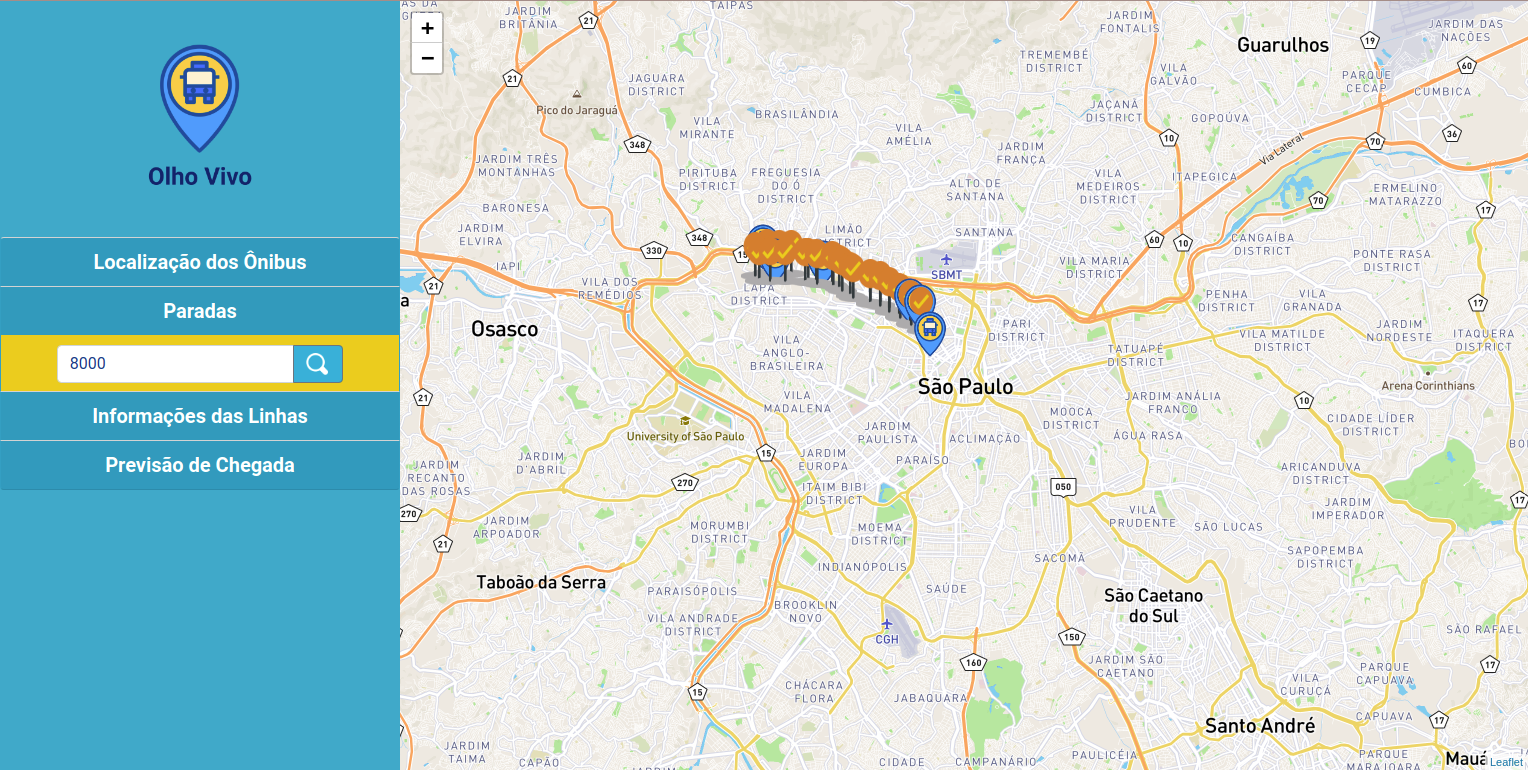 Olho Vivo
Localização dos Ônibus
Paradas
8000
Informações das Linhas
Previsão de Chegada
+
−
TAIPAS
JARDIM
BRITÂNIA
21
JARDIM
FONTALIS
Guarulhos
19
JARDIM DAS
NAÇÕES
TREMEMBÉ
DISTRICT
VILA
GALVÃO
60
21
JAGUARA
DISTRICT
PARQUE
CECAP
CUMBICA
Pico do Jaraguá
BRASILÂNDIA
JAÇANÃ
DISTRICT
GOPOÚVA
VILA
MIRANTE
VILA
AMÉLIA
10
36
348
JARDIM
FRANÇA
Via Lateral
70
JARDIM TRÊS
MONTANHAS
PIRITUBA
DISTRICT
FREGUESIA
DO Ó
DISTRICT
ALTO DE
SANTANA
VILA
MEDEIROS
DISTRICT
ITAPEGICA
ERMELINO
MATARAZZO
BARONESA
70
17
JARDIM
ELVIRA
348
LIMÃO
SANTANA
60
10
CANGAÍBA
DISTRICT
330
SBMT
VILA MARIA
DISTRICT
PONTE RASA
IAPI
VILA DOS
REMÉDIOS
LAPA
DISTRICT
21
PENHA
DISTRICT
VILA
GRANADA
17
a
Osasco
PARI
DISTRICT
VILA MATILDE
DISTRICT
JARDIM
NORDESTE
ITAQUERA
DISTRICT
VILA
ANGLO-
BRASILEIRA
TATUAPÉ
DISTRICT
São Paulo
Arena Corinthians
21
VILA
MADALENA
JARDIM ANÁLIA
FRANCO
10
MOOCA
DISTRICT
CIDADE LÍDER
DISTRICT
University of São Paulo
JARDIM
PAULISTA
ACLIMAÇÃO
ÁGUA RASA
15
JARDIM
EUROPA
PARAÍSO
JARDIM
D'ABRIL
JARDIM
RECANTO
DAS ROSAS
ARICANDUVA
DISTRICT
270
ITAIM BIBI
DISTRICT
050
17
270
JARDIM
IMPERADOR
VILA
PRUDENTE
SÃO LUCAS
JARDIM
ARPOADOR
MORUMBI
DISTRICT
MOEMA
DISTRICT
21
SACOMÃ
SAPOPEMBA
DISTRICT
INDIANÓPOLIS
Taboão da Serra
PARAISÓPOLIS
SAÚDE
São Caetano
do Sul
BROOKLIN
NOVO
VILA ANDRADE
DISTRICT
CGH
150
SÃO RAFAEL
160
JARDIM SÃO
CAETANO
17
PARQUE
CAPUAVA
15
CHÁCARA
FLORA
JABAQUARA
VILA
CURUÇÁ
CAPUAVA
17
Santo André
JARDIM
TAIMA
CAPÃO
CIDADE
CAMPANÁRIO
PAULICÉIA
PARQUE
MARAJOARA
Mauá
Leaflet